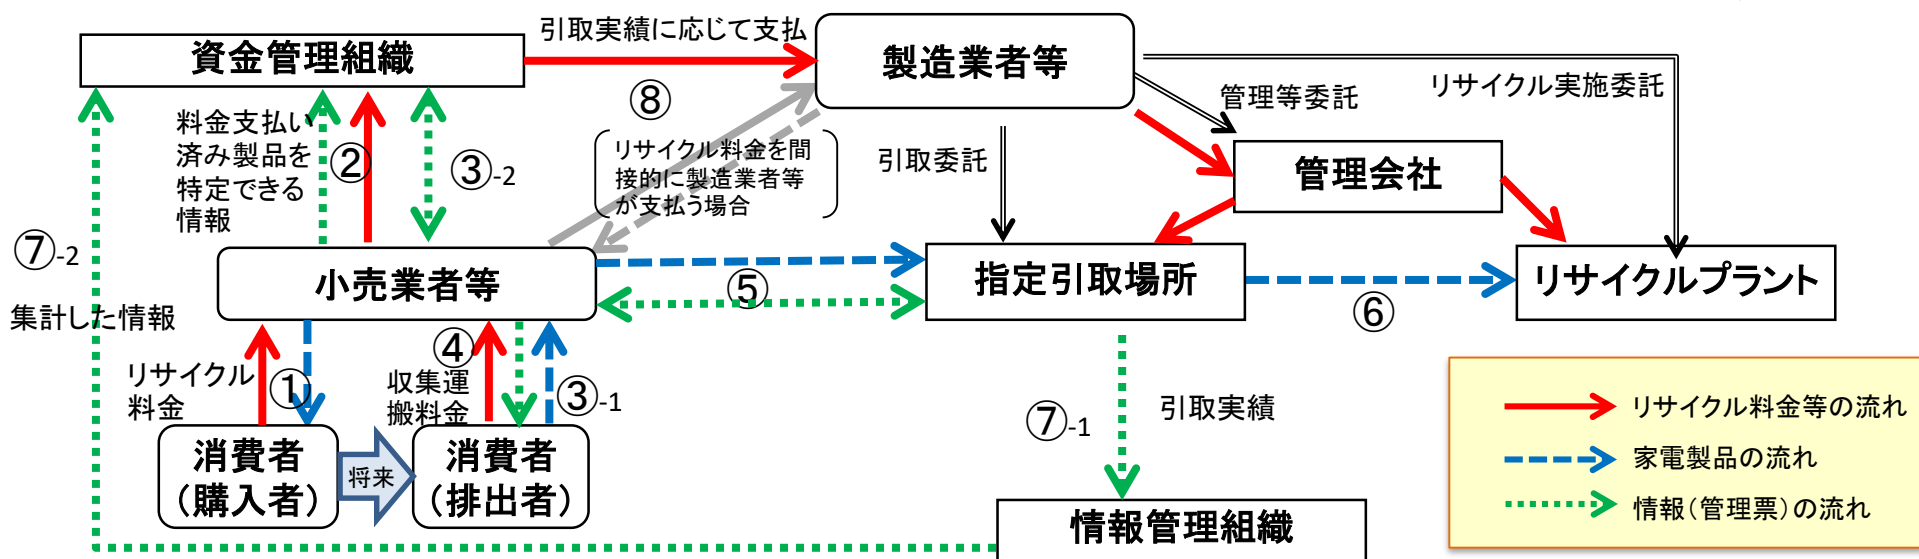 引取実績に応じて支払
資金管理組織
製造業者等
⑧
管理等委託
リサイクル実施委託
料金支払い
済み製品を
特定できる
情報
②
③-2
リサイクル料金を間
接的に製造業者等
が支払う場合
引取委託
管理会社
⑦-2
小売業者等
⑤
指定引取場所
⑥
リサイクルプラント
集計した情報
リサイクル
料金
①
④
収集運
搬料金
③-1
⑦-1
引取実績
消費者
(購入者)
将来
消費者
(排出者)
情報管理組織
リサイクル料金等の流れ
家電製品の流れ
情報(管理票)の流れ